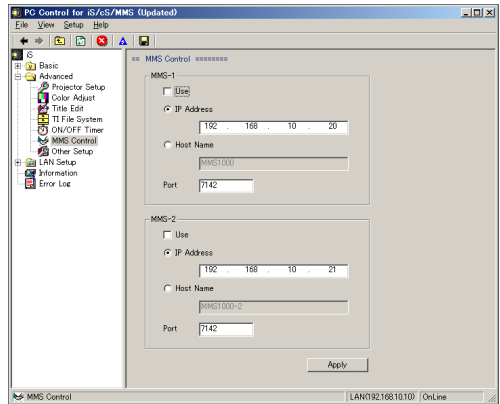 PC Control for iS/cS/MMS (Updated)
File View Setup Help
iS
Basic
Advanced
Projector Setup
Color Adjust
Title Edit
TI File System
ON/OFF Timer
MMS Control
Other Setup
LAN Setup
Information
Error Log
== MMS Control ========
MMS-1
Use
IP Address
192 . 168 . 10 . 20
Host Name
MMS1000
Port 7142
MMS-2
Use
IP Address
192 . 168 . 10 . 21
Host Name
MMS1000-2
Port 7142
Apply
MMS Control LAN(192.168.10.10) OnLine